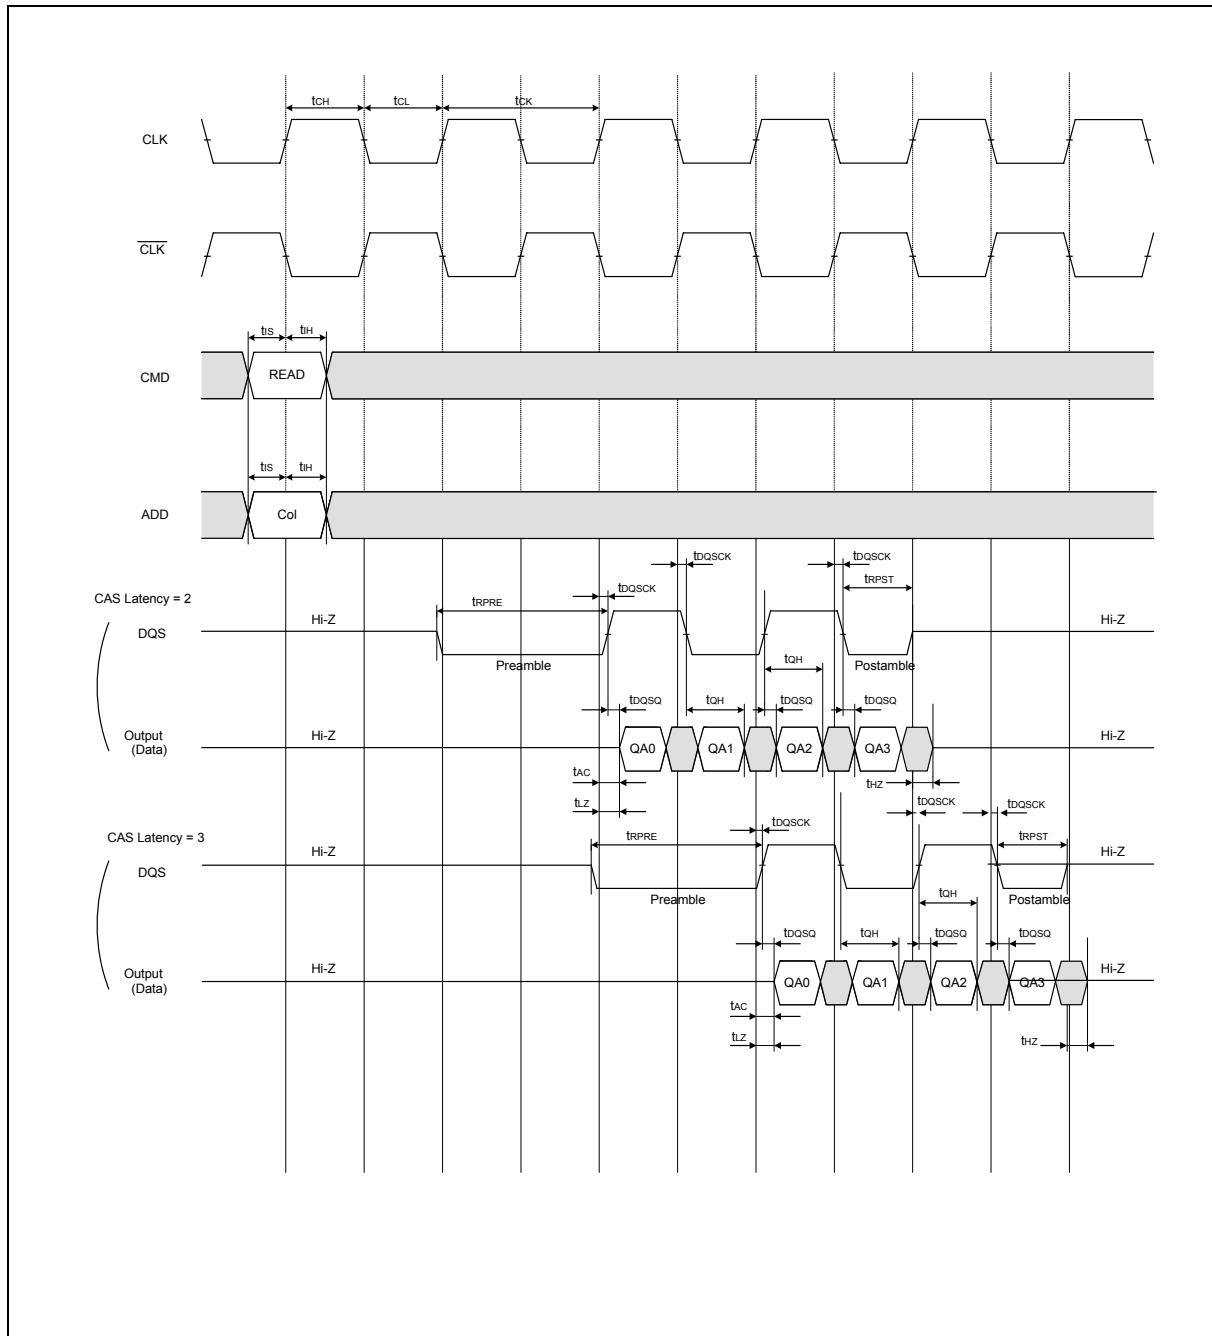 tCH tCL tCK
CLK
CLK
tIS tIH
CMD READ
tIS tIH
ADD Col
tDQSCK tDQSCK
tDQSCK tRPST
CAS Latency = 2
tRPRE
DQS Hi-Z Hi-Z
Preamble Postamble
tQH
tDQSQ tQH tDQSQ tDQSQ
Output
(Data)
Hi-Z QA0 QA1 QA2 QA3 Hi-Z
tAC
tHZ
tLZ tDQSCK tDQSCK
CAS Latency = 3
tRPRE tDQSCK tRPST
DQS Hi-Z Hi-Z
Preamble tQH Postamble
tDQSQ tQH tDQSQ tDQSQ
Output
(Data)
Hi-Z QA0 QA1 QA2 QA3 Hi-Z
tAC
tLZ tHZ